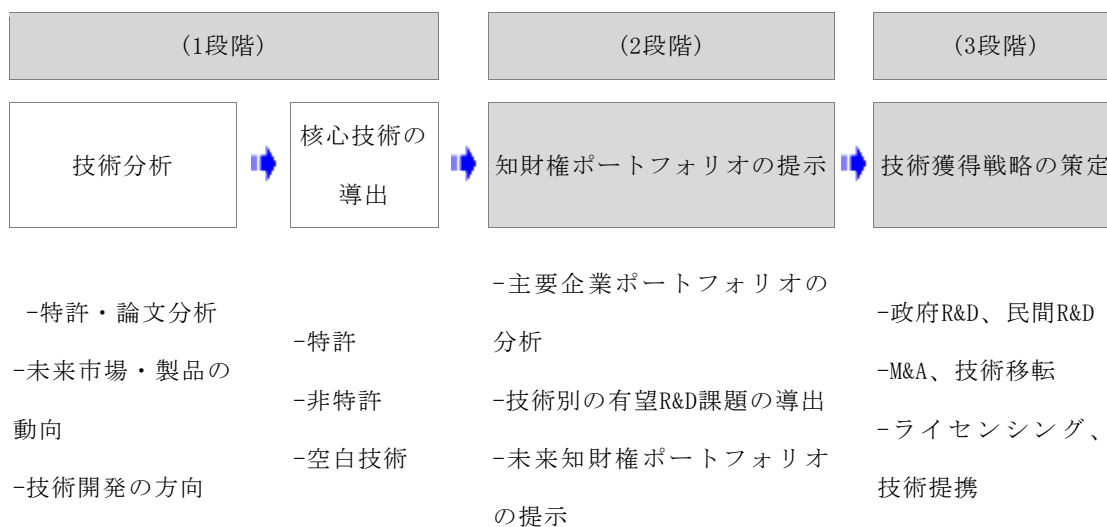 (1段階)
(2段階)
(3段階)
技術分析
核心技術の
導出
知財権ポートフォリオの提示
技術獲得戦略の策定
-特許・論文分析
-未来市場・製品の
動向
-技術開発の方向
-特許
-非特許
-空白技術
-主要企業ポートフォリオの
分析
-技術別の有望R&D課題の導出
-未来知財権ポートフォリオ
の提示
-政府R&D、民間R&D
-M&A、技術移転
-ライセンシング、
技術提携